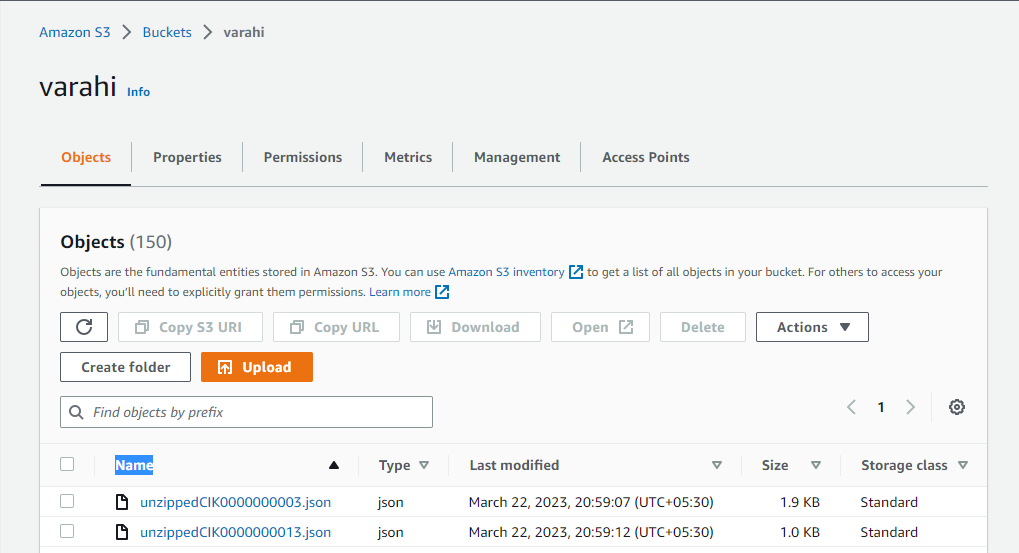 Amazon S3 > Buckets > varahi
varahi Info
Objects Properties Permissions Metrics Management Access Points
Objects (150)
Objects are the fundamental entities stored in Amazon S3. You can use Amazon S3 inventory to get a list of all objects in your bucket. For others to access your
objects, you'll need to explicitly grant them permissions. Learn more
Copy S3 URI Copy URL Download Open Delete Actions
Create folder Upload
Find objects by prefix 1
Name Type Last modified Size Storage class
unzippedCIK0000000003.json json March 22, 2023, 20:59:07 (UTC+05:30) 1.9 KB Standard
unzippedCIK0000000013.json json March 22, 2023, 20:59:12 (UTC+05:30) 1.0 KB Standard